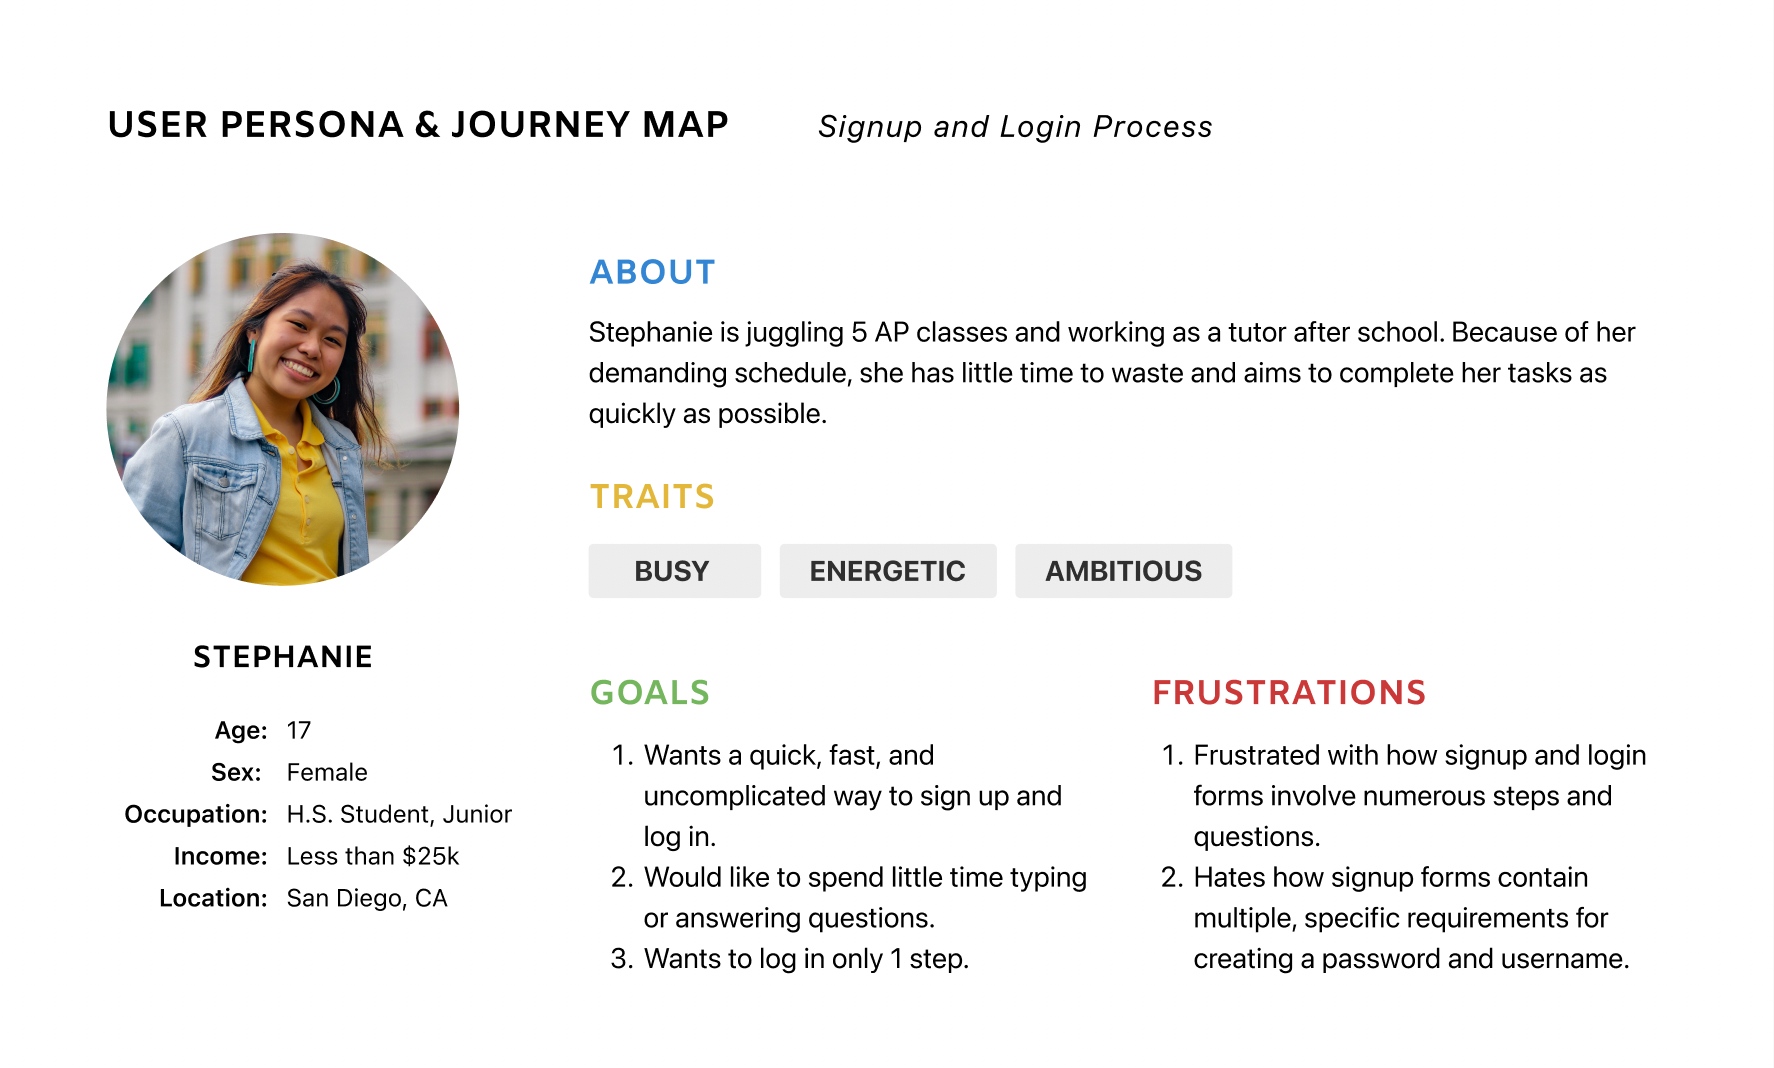 USER PERSONA & JOURNEY MAP
Signup and Login Process
STEPHANIE
Age: 17
Sex: Female
Occupation: H.S. Student, Junior
Income: Less than $25k
Location: San Diego, CA
ABOUT
Stephanie is juggling 5 AP classes and working as a tutor after school. Because of her
demanding schedule, she has little time to waste and aims to complete her tasks as
quickly as possible.
TRAITS
BUSY
ENERGETIC
AMBITIOUS
GOALS
1. Wants a quick, fast, and
uncomplicated way to sign up and
log in.
2. Would like to spend little time typing
or answering questions.
3. Wants to log in only 1 step.
FRUSTRATIONS
1. Frustrated with how signup and login
forms involve numerous steps and
questions.
2. Hates how signup forms contain
multiple, specific requirements for
creating a password and username.